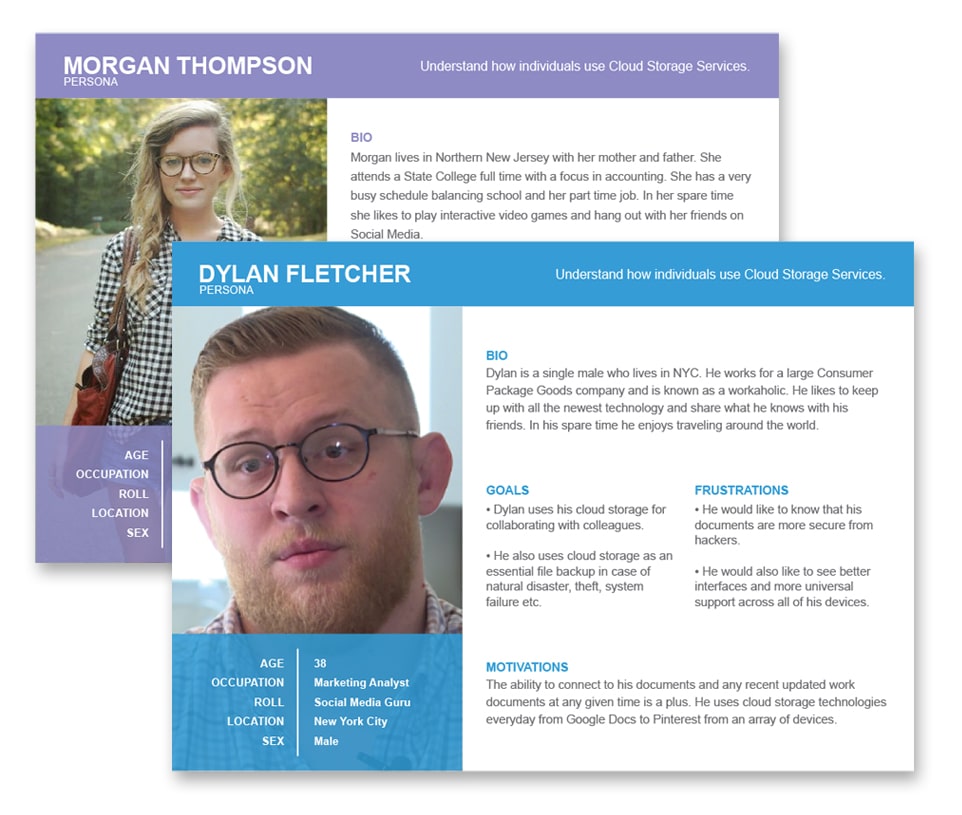 MORGAN THOMPSON
PERSONA
Understand how individuals use Cloud Storage Services.
BIO
Morgan lives in Northern New Jersey with her mother and father. She
attends a State College full time with a focus in accounting. She has a very
busy schedule balancing school and her part time job. In her spare time
she likes to play interactive video games and hang out with her friends on
Social Media.
AGE
OCCUPATION
ROLL
LOCATION
SEX
DYLAN FLETCHER
PERSONA
Understand how individuals use Cloud Storage Services.
BIO
Dylan is a single male who lives in NYC. He works for a large Consumer
Package Goods company and is known as a workaholic. He likes to keep
up with all the newest technology and share what he knows with his
friends. In his spare time he enjoys traveling around the world.
GOALS
• Dylan uses his cloud storage for
collaborating with colleagues.
• He also uses cloud storage as an
essential file backup in case of
natural disaster, theft, system
failure etc.
FRUSTRATIONS
• He would like to know that his
documents are more secure from
hackers.
• He would also like to see better
interfaces and more universal
support across all of his devices.
MOTIVATIONS
The ability to connect to his documents and any recent updated work
documents at any given time is a plus. He uses cloud storage technologies
everyday from Google Docs to Pinterest from an array of devices.
AGE 38
OCCUPATION Marketing Analyst
ROLL Social Media Guru
LOCATION New York City
SEX Male